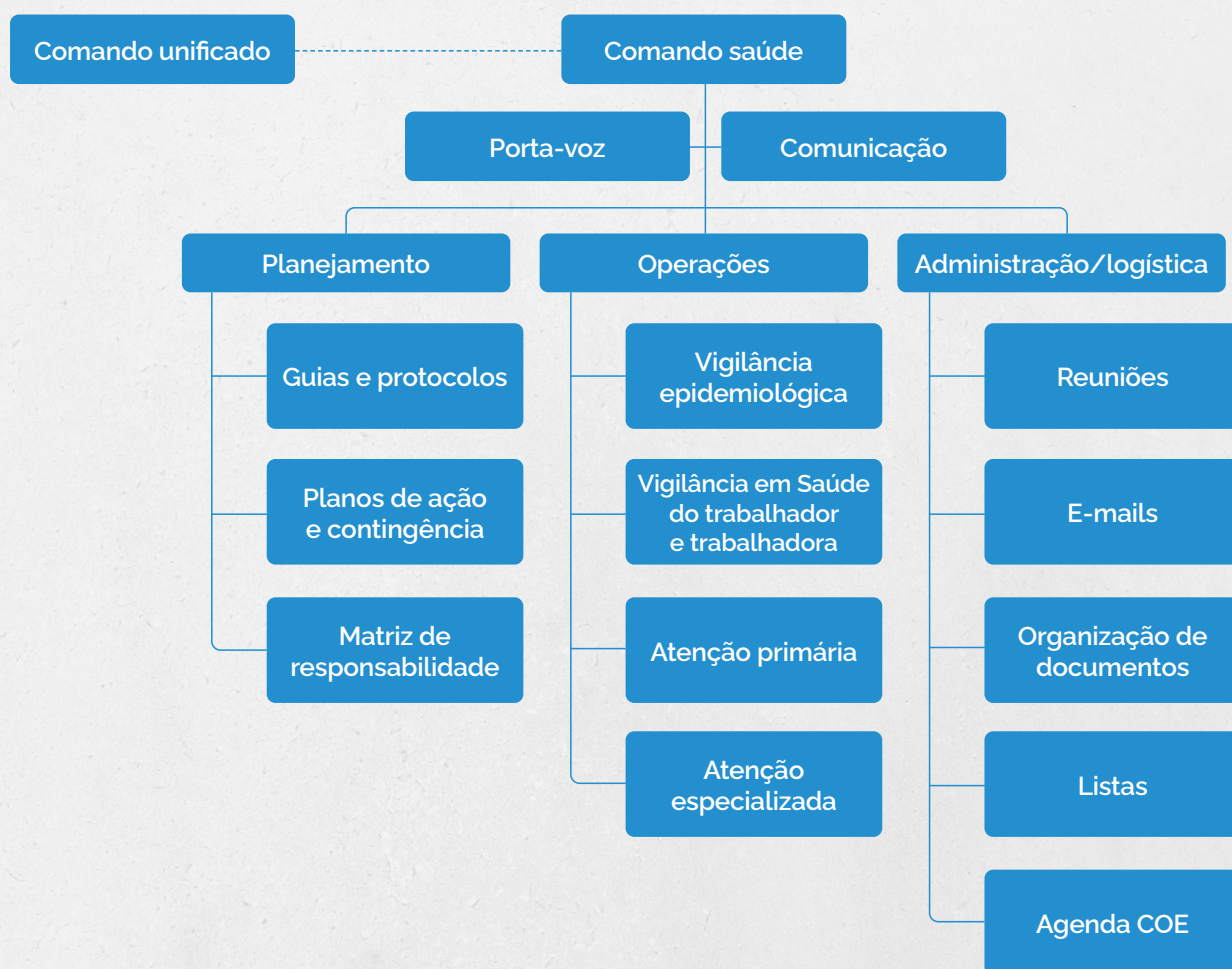 Comando unificado
Comando saúde
Porta-voz
Comunicação
Planejamento
Operações
Administração/logística
Guias e protocolos
Planos de ação
e contingência
Matriz de
responsabilidade
Vigilância
epidemiológica
Vigilância em Saúde
do trabalhador
e trabalhadora
Atenção primária
Atenção
especializada
Reuniões
E-mails
Organização de
documentos
Listas
Agenda COE